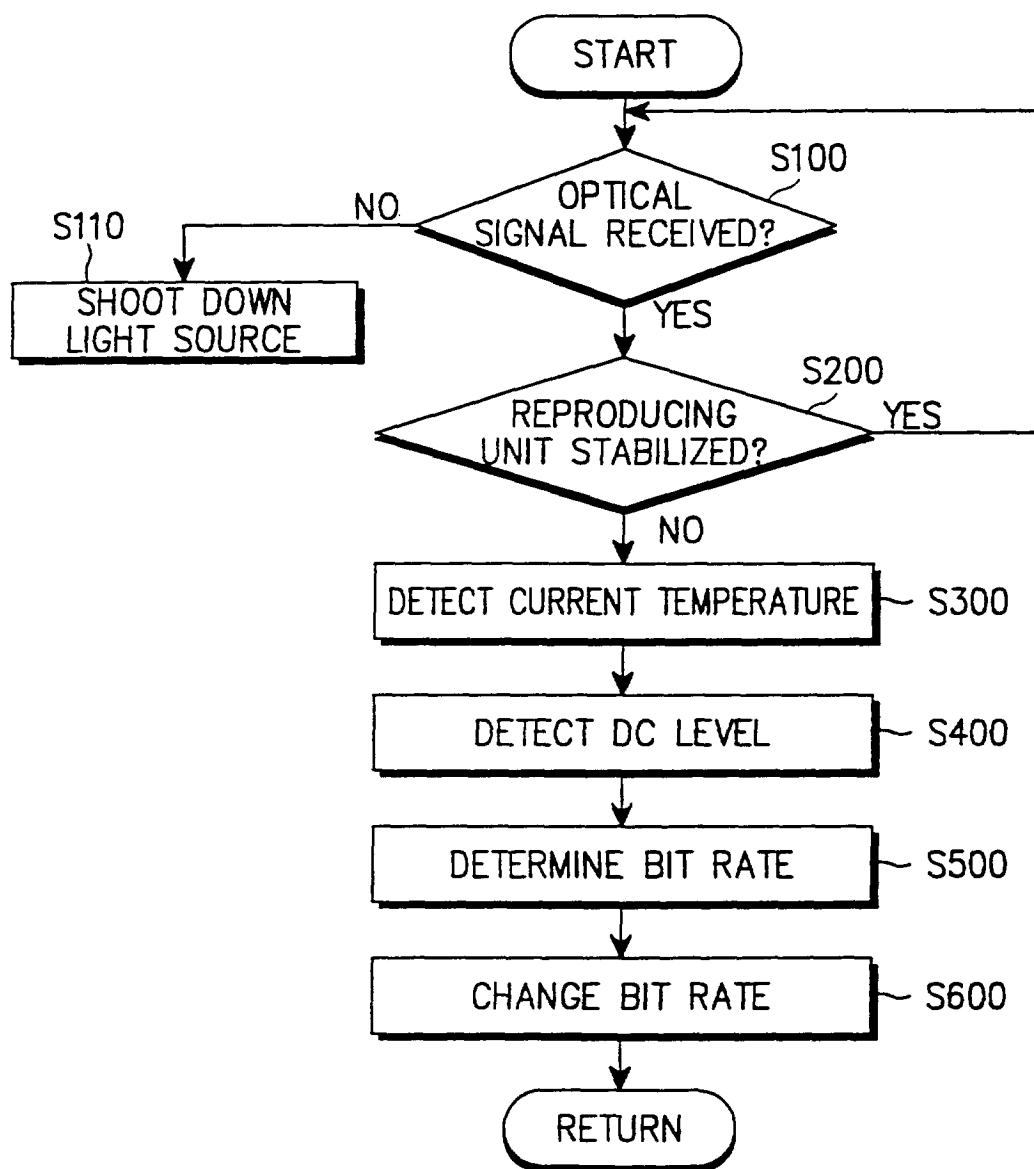 START
S100
OPTICAL
SIGNAL RECEIVED?
NO
S110
SHOOT DOWN
LIGHT SOURCE
YES
S200
REPRODUCING
UNIT STABILIZED?
YES
NO
DETECT CURRENT TEMPERATURE
S300
DETECT DC LEVEL
S400
DETERMINE BIT RATE
S500
CHANGE BIT RATE
S600
RETURN